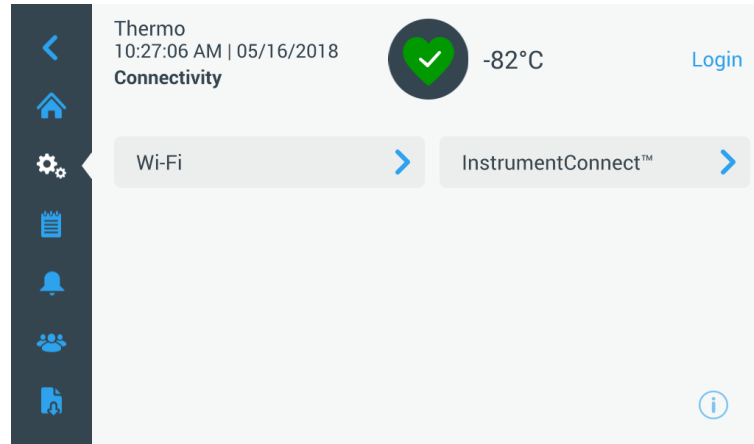 Thermo
10:27:06 AM | 05/16/2018
Connectivity
-82°C
Login
Wi-Fi
InstrumentConnect™